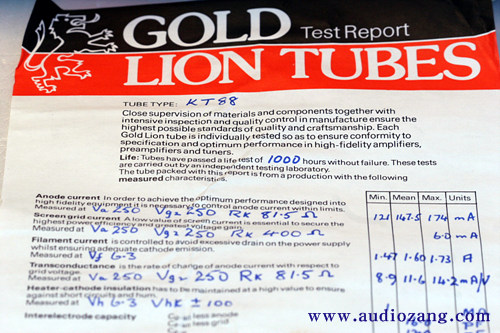 GOLD Test Report
LION TUBES
TUBE TYPE: KT88
Close supervision of materials and components together with
intensive inspection and quality control in manufacture ensure the
highest possible standards of quality and craftsmanship. Each
Gold Lion tube is individually tested so as to ensure conformity to
specification and optimum performance in high-fidelity amplifiers,
preamplifiers and tuners.
Life: Tubes have passed a life test of 1000 hours without failure. These tests
are carried out by an independent testing laboratory.
The tube packed with this report is from a production with the following
measured characteristics.
Min. Mean Max. Units
Anode current In order to achieve the optimum performance designed into
high fidelity equipment it is necessary to control anode current within limits.
Measured at Va 250 Vg2 250 RK 81.5 Ω 121 147.5 174 mA
Screen grid current A low value of screen current is essential to secure the
highest power efficiency and greatest voltage
Measured at Va 250 Vg2 250 RK 400 Ω 6.0 mA
Filament current is controlled to avoid excessive drain on the power supply
whilst ensuring adequate cathode emission.
Measured at Vf 6.3 1.47 1.60 1.73 A
Transconductance is the rate of change of anode current with respect to
grid voltage.
Measured at Va 250 Vg2 250 RK 81.5 Ω 8.9 11.6 14.2 mA/V
Heater-cathode insulation has to be maintained at a high value to ensure
against short circuits and hum.
Measured at Vh 6.3 Vhk ± 100
Interelectrode capacity
www.audiozang.com